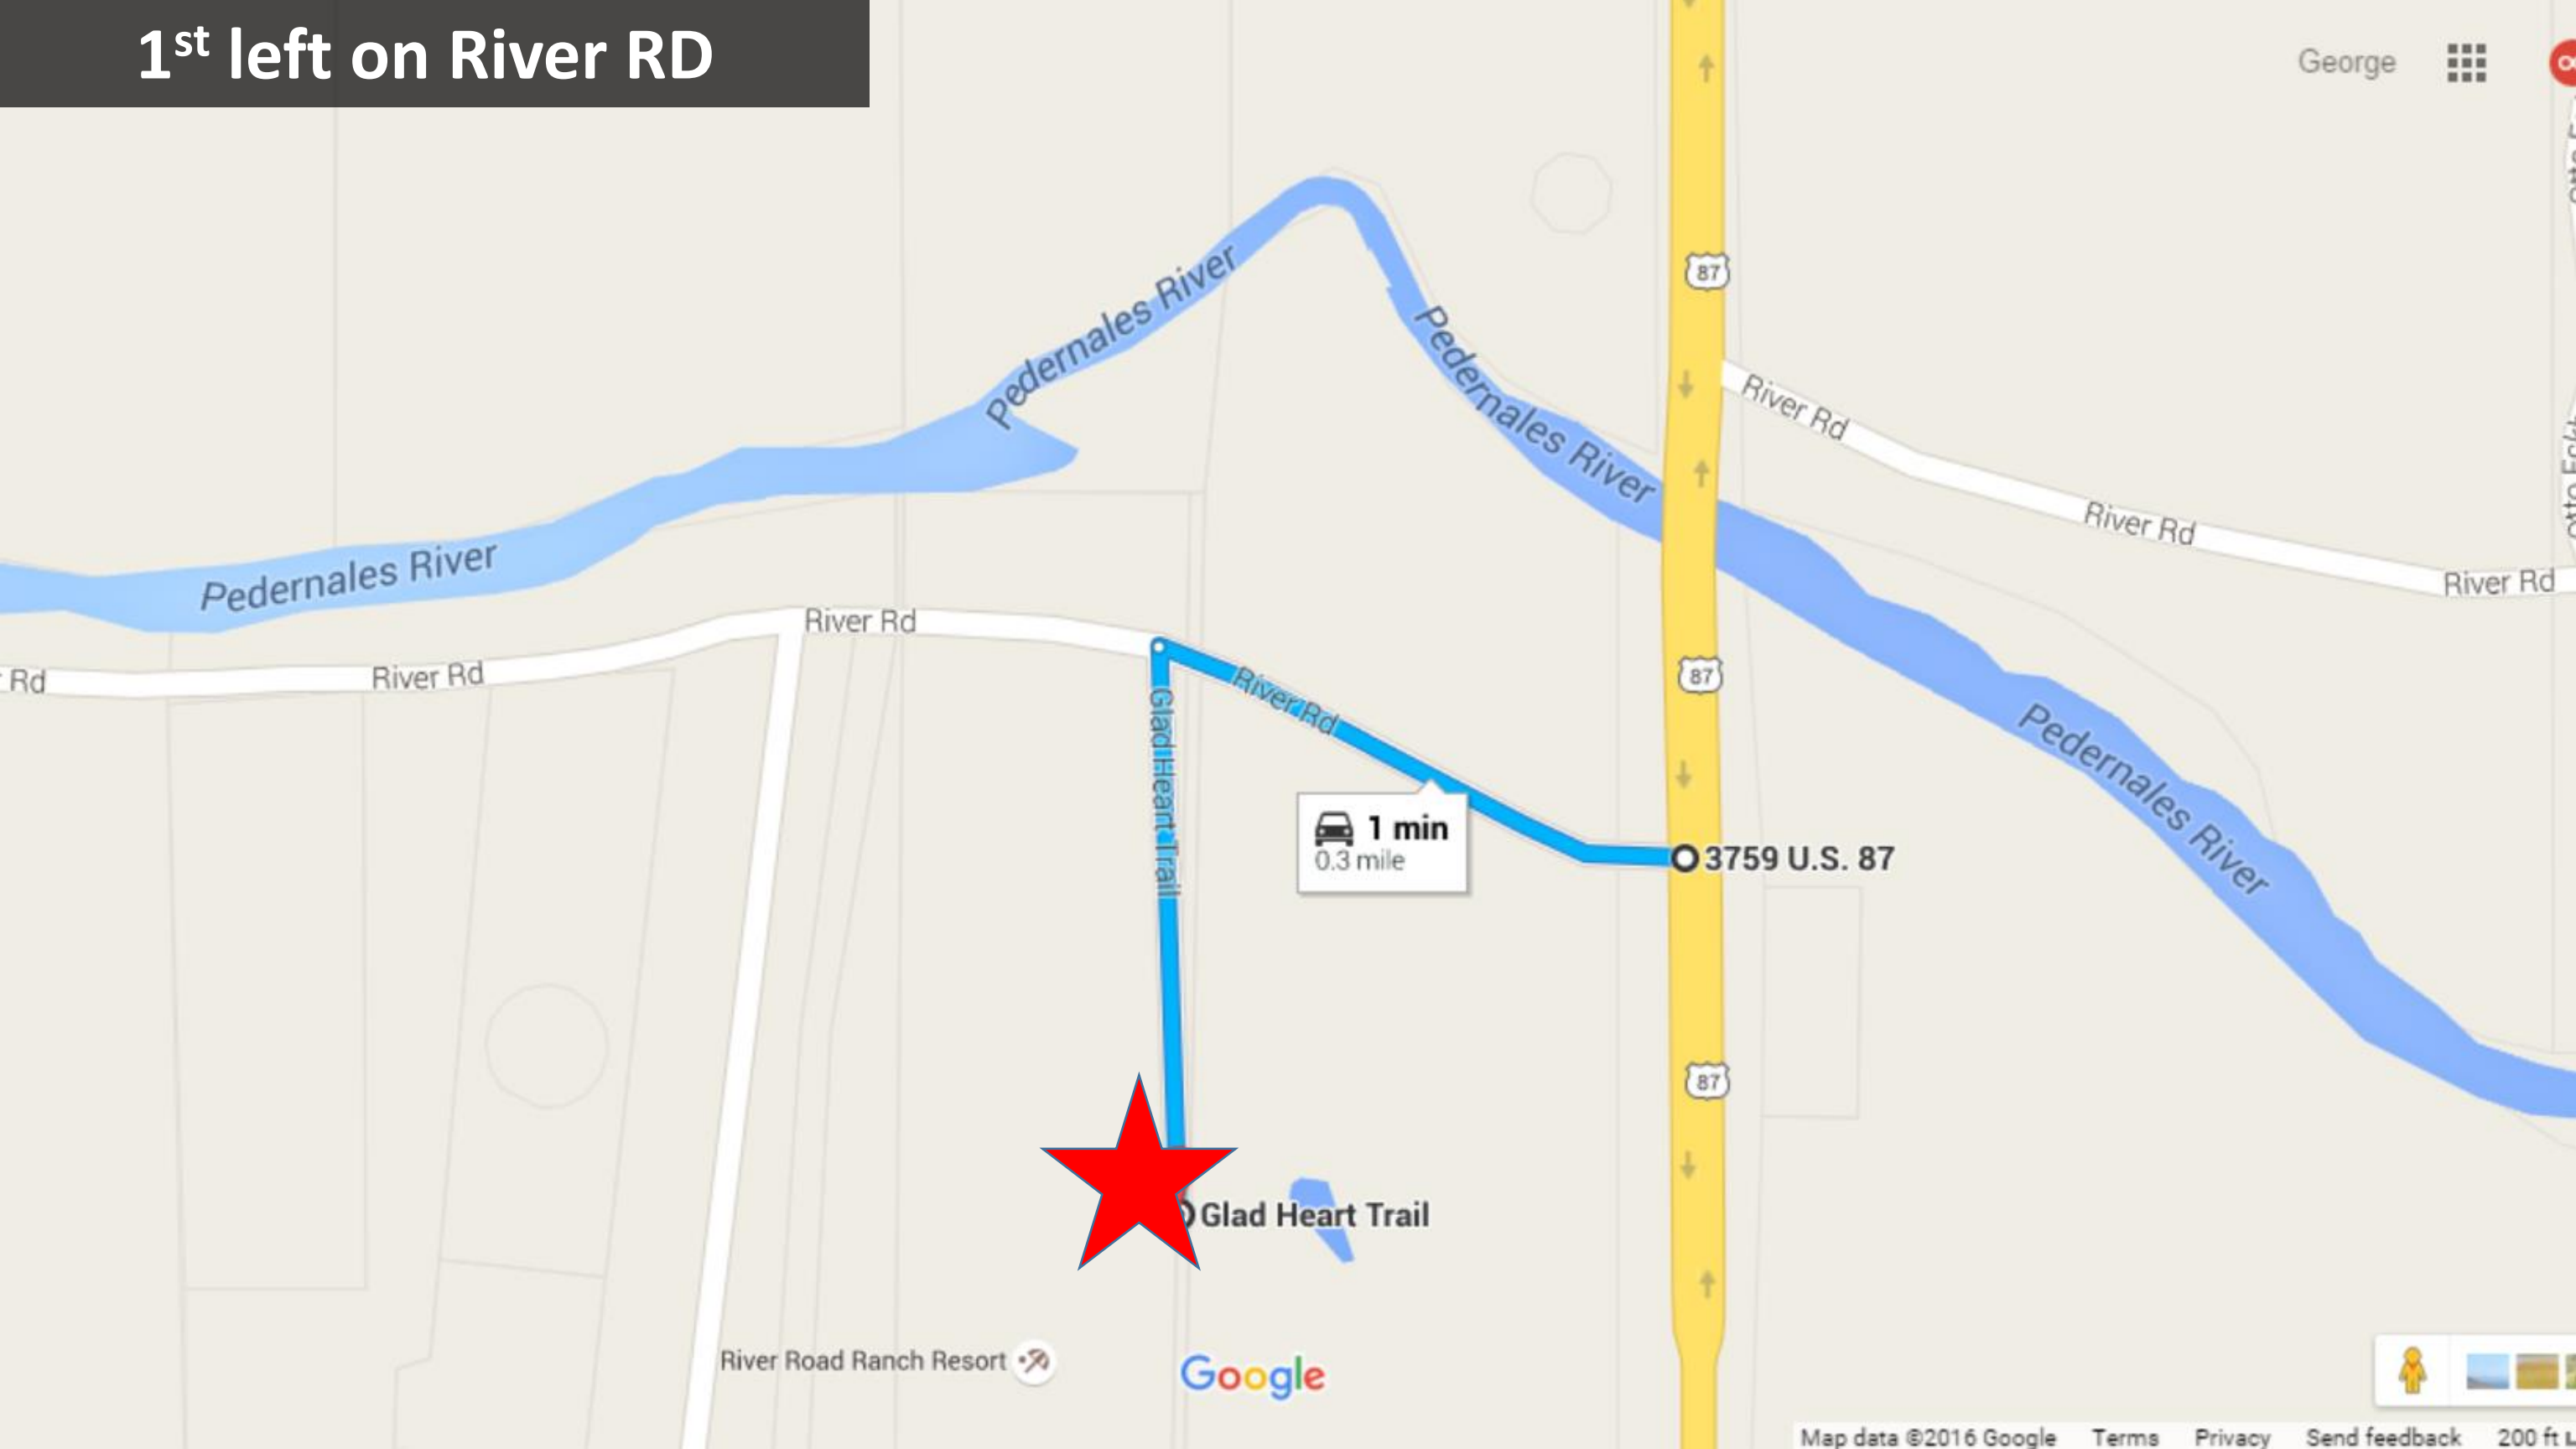 1st left on River RD
George
87
Pedernales River
Pedernales River
River Rd
Pedernales River
River Rd
River Rd
River Rd
River Rd
Rd
River Rd
87
Glad Heart Trail
Pedernales River
1 min
0.3 mile
3759 U.S. 87
87
Glad Heart Trail
River Road Ranch Resort
Google
Map data ©2016 Google Terms Privacy Send feedback 200 ft